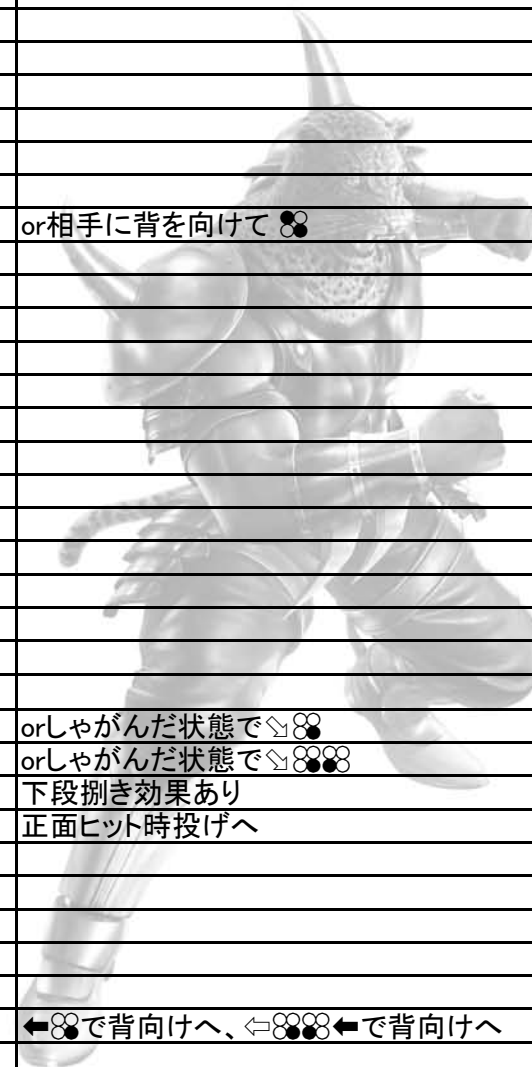 or相手に背を向けて
orしゃがんだ状態で⇘
orしゃがんだ状態で⇘
下段捌き効果あり
正面ヒット時投げへ
⬅で背向けへ、⇦⬅で背向けへ